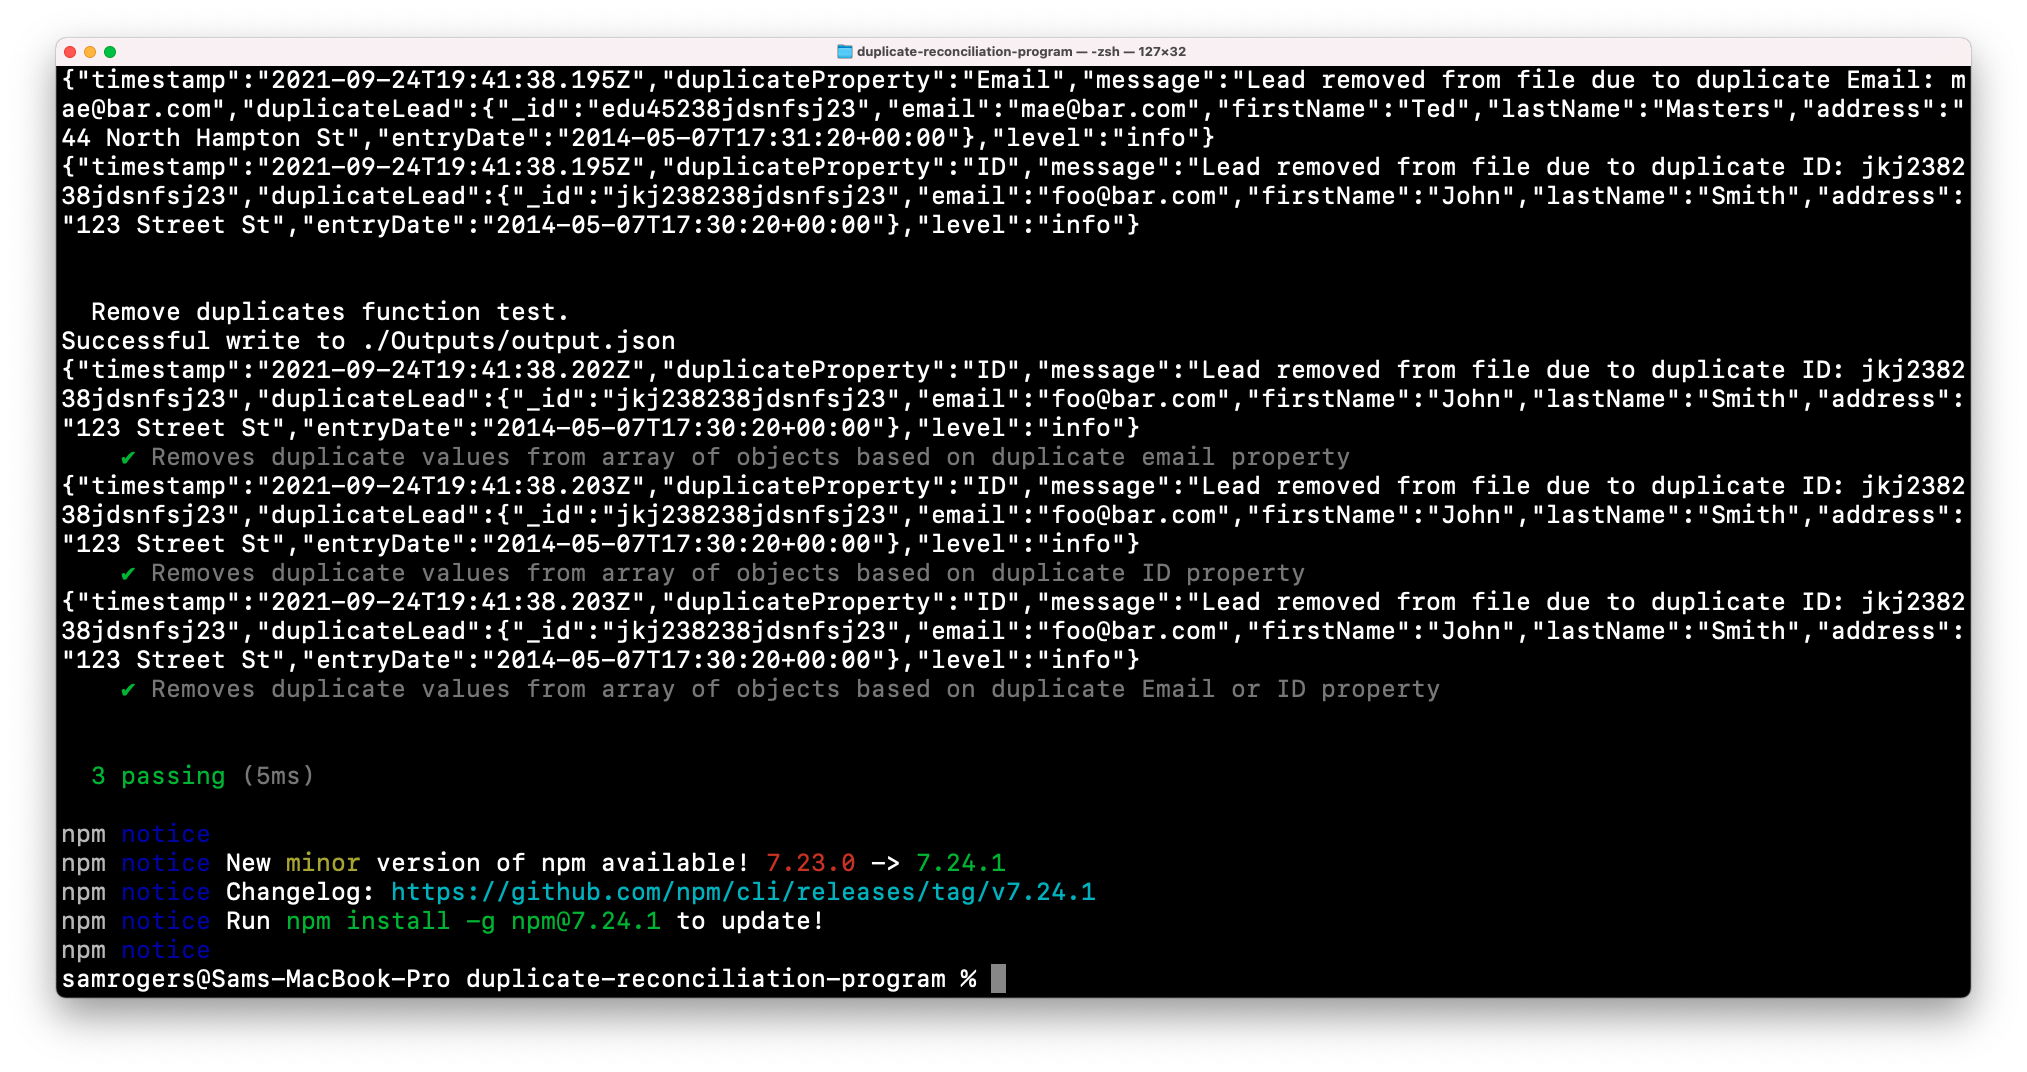 duplicate-reconciliation-program — -zsh — 127×32
{"timestamp":"2021-09-24T19:41:38.195Z","duplicateProperty":"Email","message":"Lead removed from file due to duplicate Email: m
ae@bar.com","duplicateLead":{"_id":"edu45238jdsnfsj23","email":"mae@bar.com","firstName":"Ted","lastName":"Masters","address":"
44 North Hampton St","entryDate":"2014-05-07T17:31:20+00:00"},"level":"info"}
{"timestamp":"2021-09-24T19:41:38.195Z","duplicateProperty":"ID","message":"Lead removed from file due to duplicate ID: jkj2382
38jdsnfsj23","duplicateLead":{"_id":"jkj238238jdsnfsj23","email":"foo@bar.com","firstName":"John","lastName":"Smith","address":
"123 Street St","entryDate":"2014-05-07T17:30:20+00:00"},"level":"info"}
Remove duplicates function test.
Successful write to ./Outputs/output.json
{"timestamp":"2021-09-24T19:41:38.202Z","duplicateProperty":"ID","message":"Lead removed from file due to duplicate ID: jkj2382
38jdsnfsj23","duplicateLead":{"_id":"jkj238238jdsnfsj23","email":"foo@bar.com","firstName":"John","lastName":"Smith","address":
"123 Street St","entryDate":"2014-05-07T17:30:20+00:00"},"level":"info"}
✔ Removes duplicate values from array of objects based on duplicate email property
{"timestamp":"2021-09-24T19:41:38.203Z","duplicateProperty":"ID","message":"Lead removed from file due to duplicate ID: jkj2382
38jdsnfsj23","duplicateLead":{"_id":"jkj238238jdsnfsj23","email":"foo@bar.com","firstName":"John","lastName":"Smith","address":
"123 Street St","entryDate":"2014-05-07T17:30:20+00:00"},"level":"info"}
✔ Removes duplicate values from array of objects based on duplicate ID property
{"timestamp":"2021-09-24T19:41:38.203Z","duplicateProperty":"ID","message":"Lead removed from file due to duplicate ID: jkj2382
38jdsnfsj23","duplicateLead":{"_id":"jkj238238jdsnfsj23","email":"foo@bar.com","firstName":"John","lastName":"Smith","address":
"123 Street St","entryDate":"2014-05-07T17:30:20+00:00"},"level":"info"}
✔ Removes duplicate values from array of objects based on duplicate Email or ID property
3 passing (5ms)
npm notice
npm notice New minor version of npm available! 7.23.0 -> 7.24.1
npm notice Changelog: https://github.com/npm/cli/releases/tag/v7.24.1
npm notice Run npm install -g npm@7.24.1 to update!
npm notice
samrogers@Sams-MacBook-Pro duplicate-reconciliation-program %